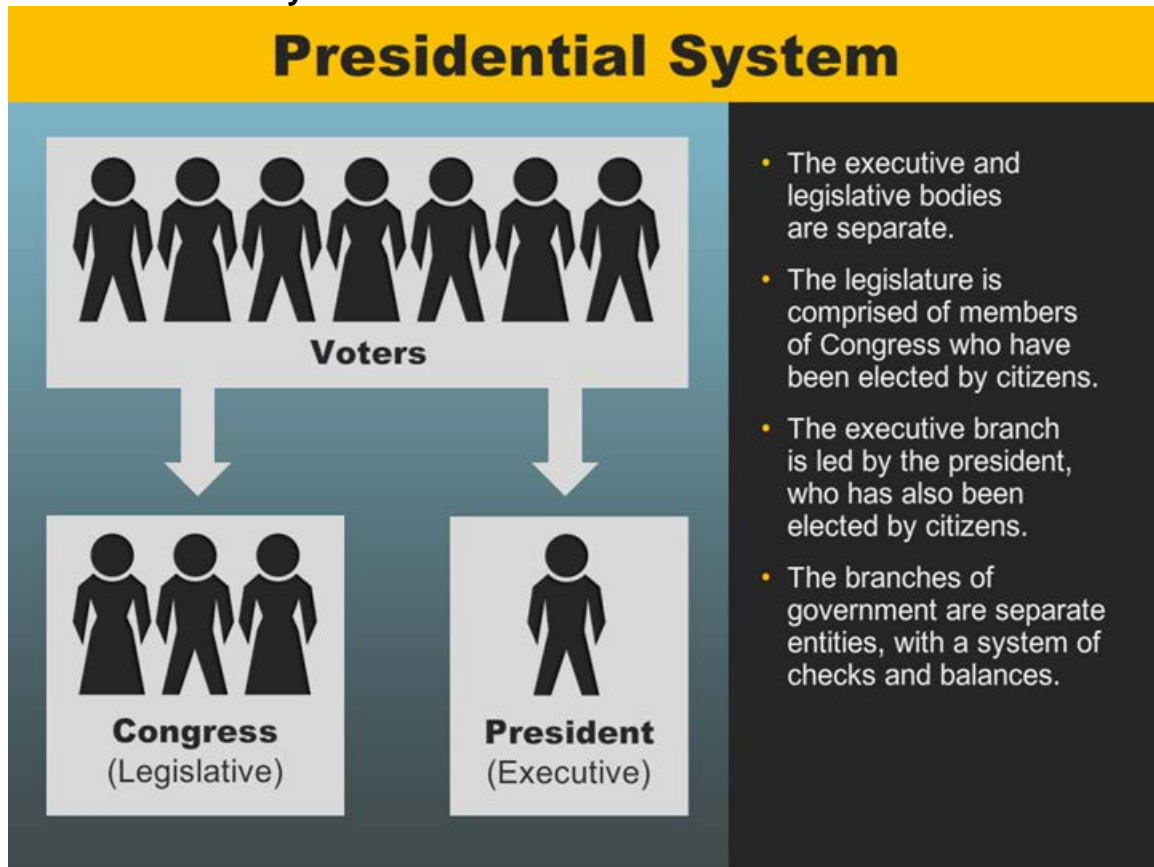 Presidential System
Voters
Congress
(Legislative)
President
(Executive)
• The executive and
legislative bodies
are separate.
• The legislature is
comprised of members
of Congress who have
been elected by citizens.
• The executive branch
is led by the president,
who has also been
elected by citizens.
• The branches of
government are separate
entities, with a system of
checks and balances.